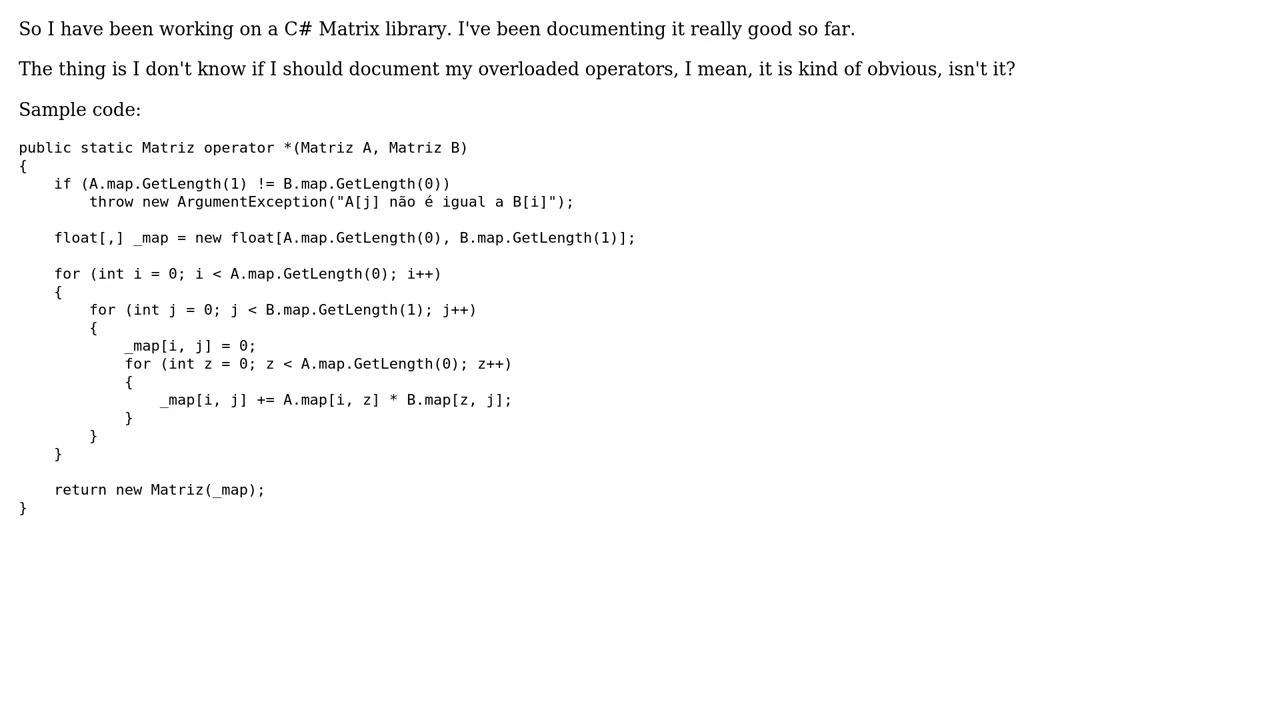 So I have been working on a C# Matrix library. I've been documenting it really good so far.
The thing is I don't know if I should document my overloaded operators, I mean, it is kind of obvious, isn't it?
Sample code:
public static Matriz operator *(Matriz A, Matriz B)
{
    if (A.map.GetLength(1) != B.map.GetLength(0))
        throw new ArgumentException("A[j] não é igual a B[i]");
    float[,] _map = new float[A.map.GetLength(0), B.map.GetLength(1)];
    for (int i = 0; i < A.map.GetLength(0); i++)
    {
        for (int j = 0; j < B.map.GetLength(1); j++)
        {
            _map[i, j] = 0;
            for (int z = 0; z < A.map.GetLength(0); z++)
            {
                _map[i, j] += A.map[i, z] * B.map[z, j];
            }
        }
    }
    return new Matriz(_map);
}